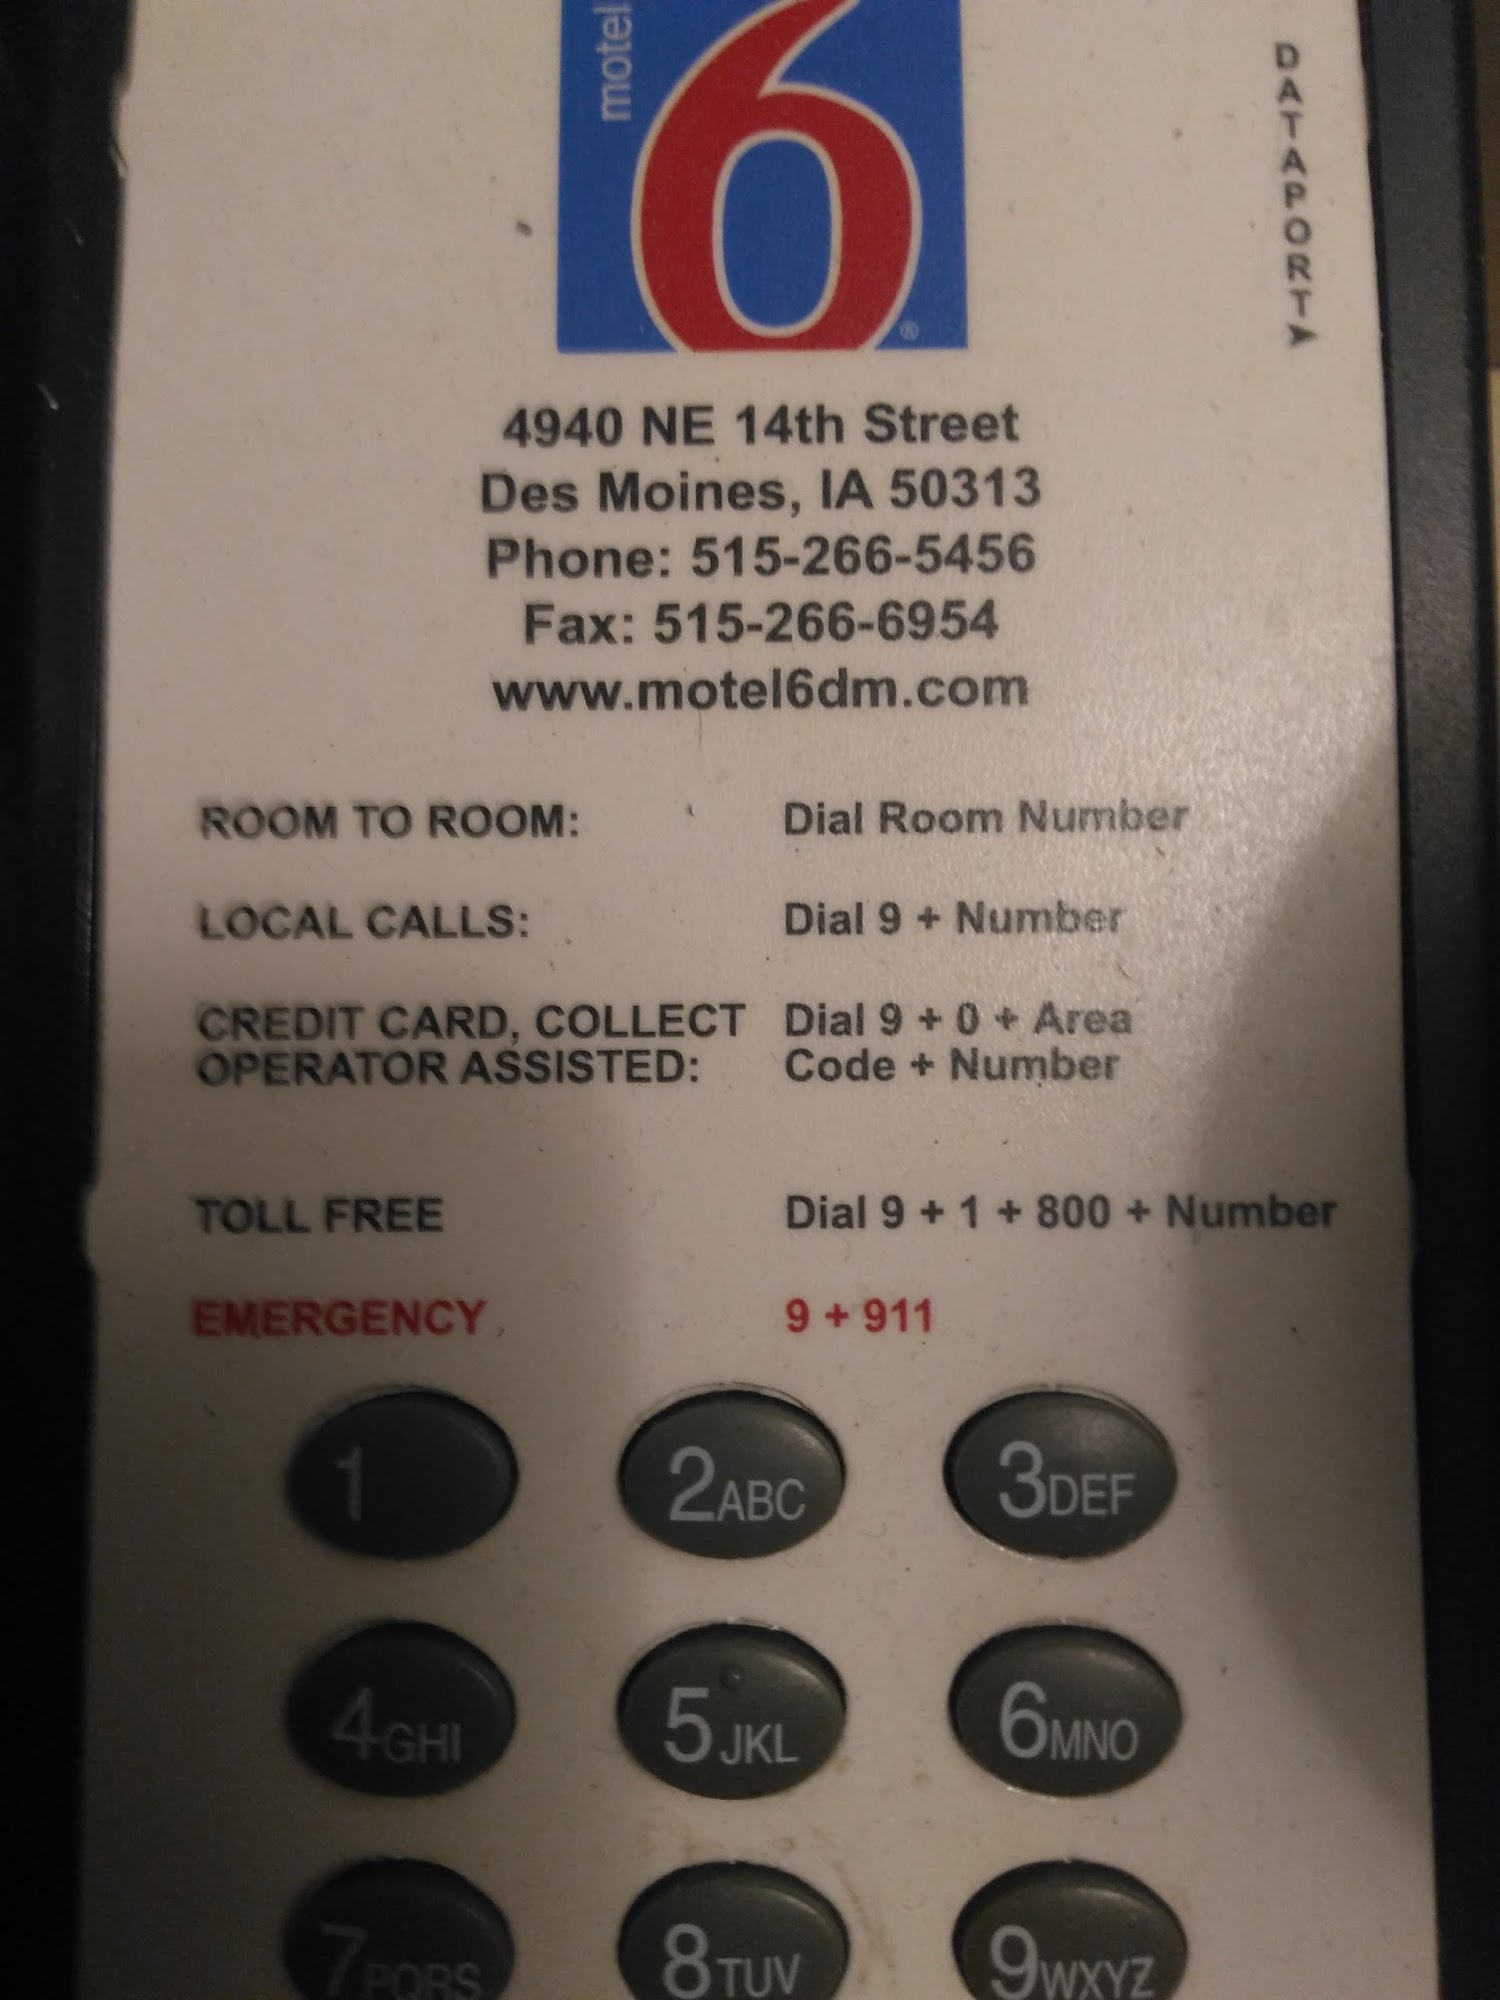 motel
6®
DATAPORT
4940 NE 14th Street
Des Moines, IA 50313
Phone: 515-266-5456
Fax: 515-266-6954
www.motel6dm.com
ROOM TO ROOM: Dial Room Number
LOCAL CALLS: Dial 9 + Number
CREDIT CARD, COLLECT Dial 9 + 0 + Area
OPERATOR ASSISTED: Code + Number
TOLL FREE Dial 9 + 1 + 800 + Number
EMERGENCY 9 + 911
1 2ABC 3DEF
4GHI 5JKL 6MNO
7PQRS 8TUV 9WXYZ